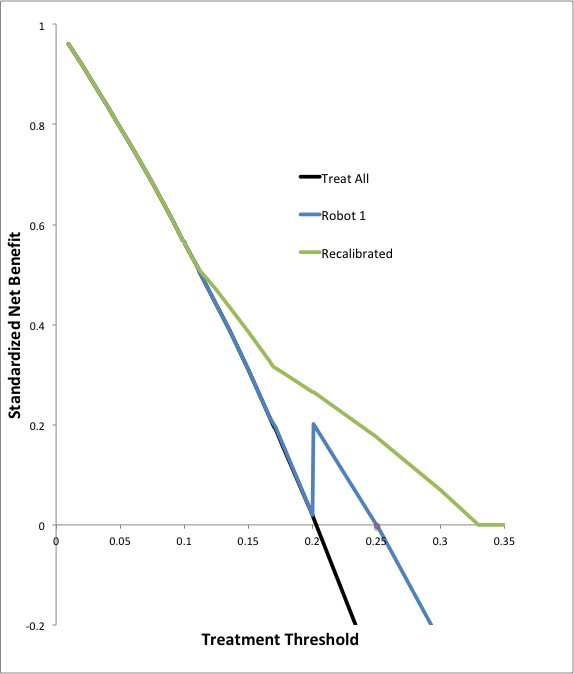 1
0.8
0.6
0.4
0.2
0
-0.2
Standardized Net Benefit
Treat All
Robot 1
Recalibrated
0 0.05 0.1 0.15 0.2 0.25 0.3 0.35
Treatment Threshold